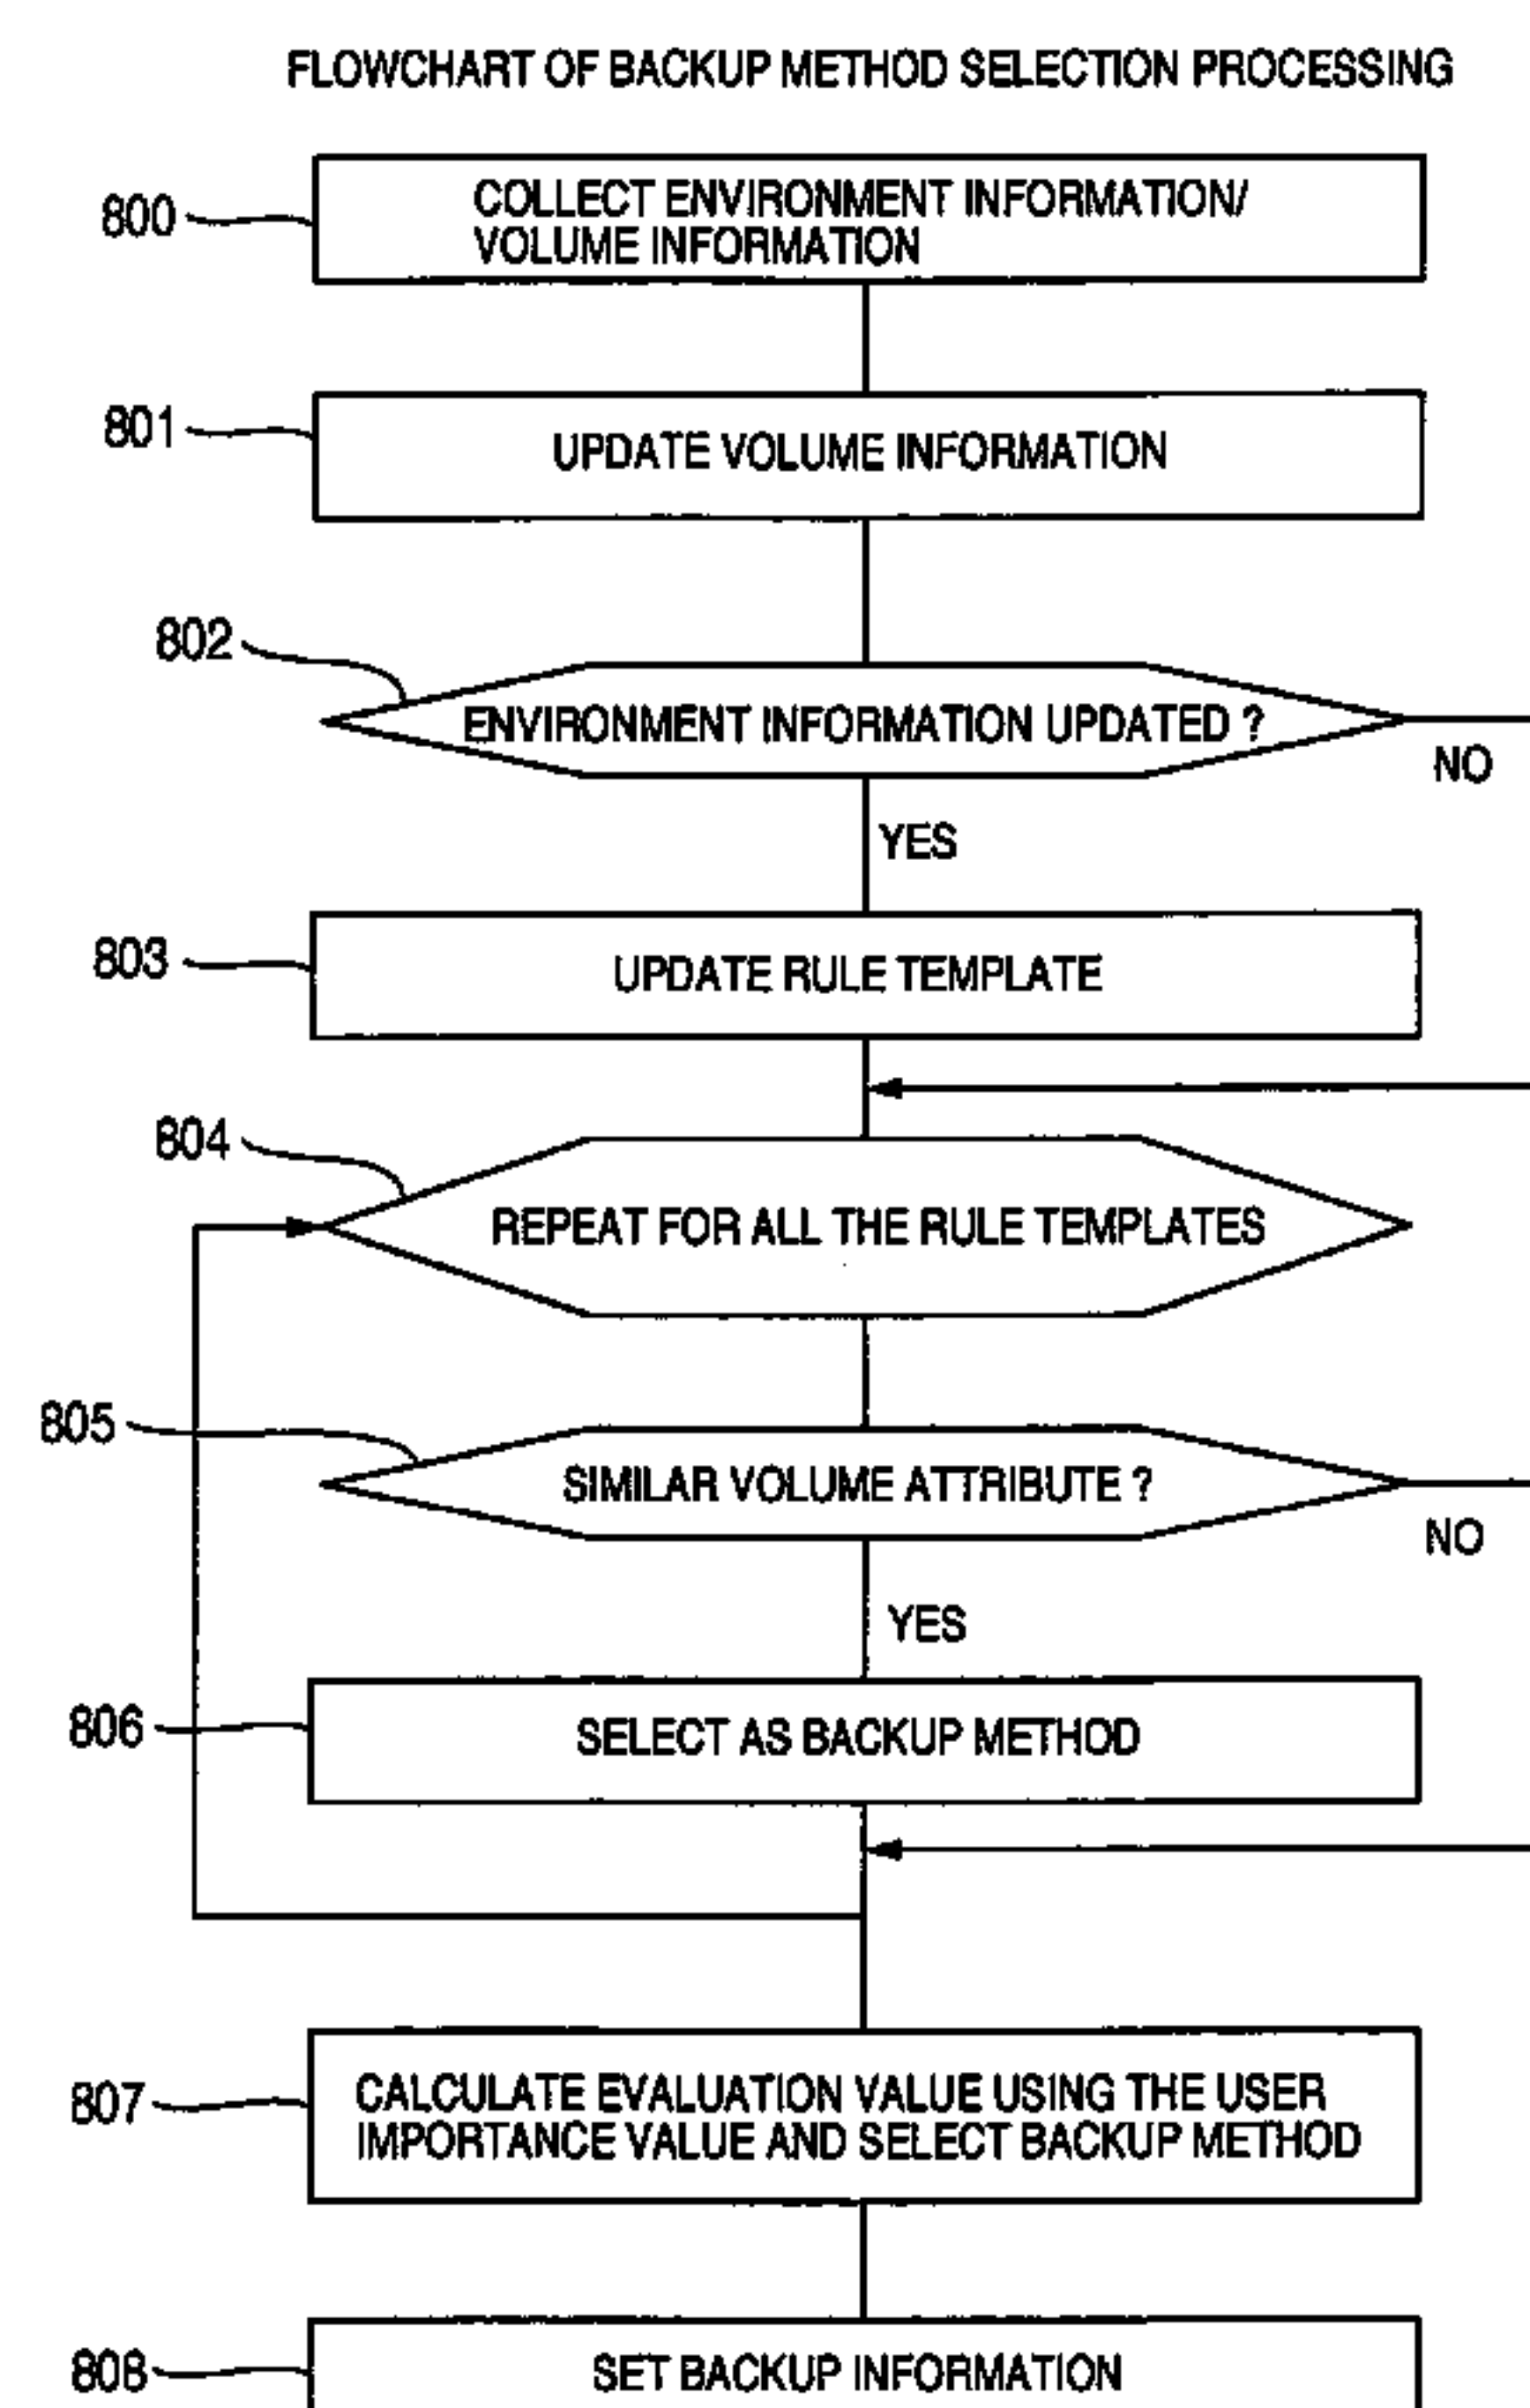 FLOWCHART OF BACKUP METHOD SELECTION PROCESSING
800
COLLECT ENVIRONMENT INFORMATION/
VOLUME INFORMATION
801
UPDATE VOLUME INFORMATION
802
ENVIRONMENT INFORMATION UPDATED ?
NO
YES
803
UPDATE RULE TEMPLATE
804
REPEAT FOR ALL THE RULE TEMPLATES
805
SIMILAR VOLUME ATTRIBUTE ?
NO
YES
806
SELECT AS BACKUP METHOD
807
CALCULATE EVALUATION VALUE USING THE USER
IMPORTANCE VALUE AND SELECT BACKUP METHOD
808
SET BACKUP INFORMATION